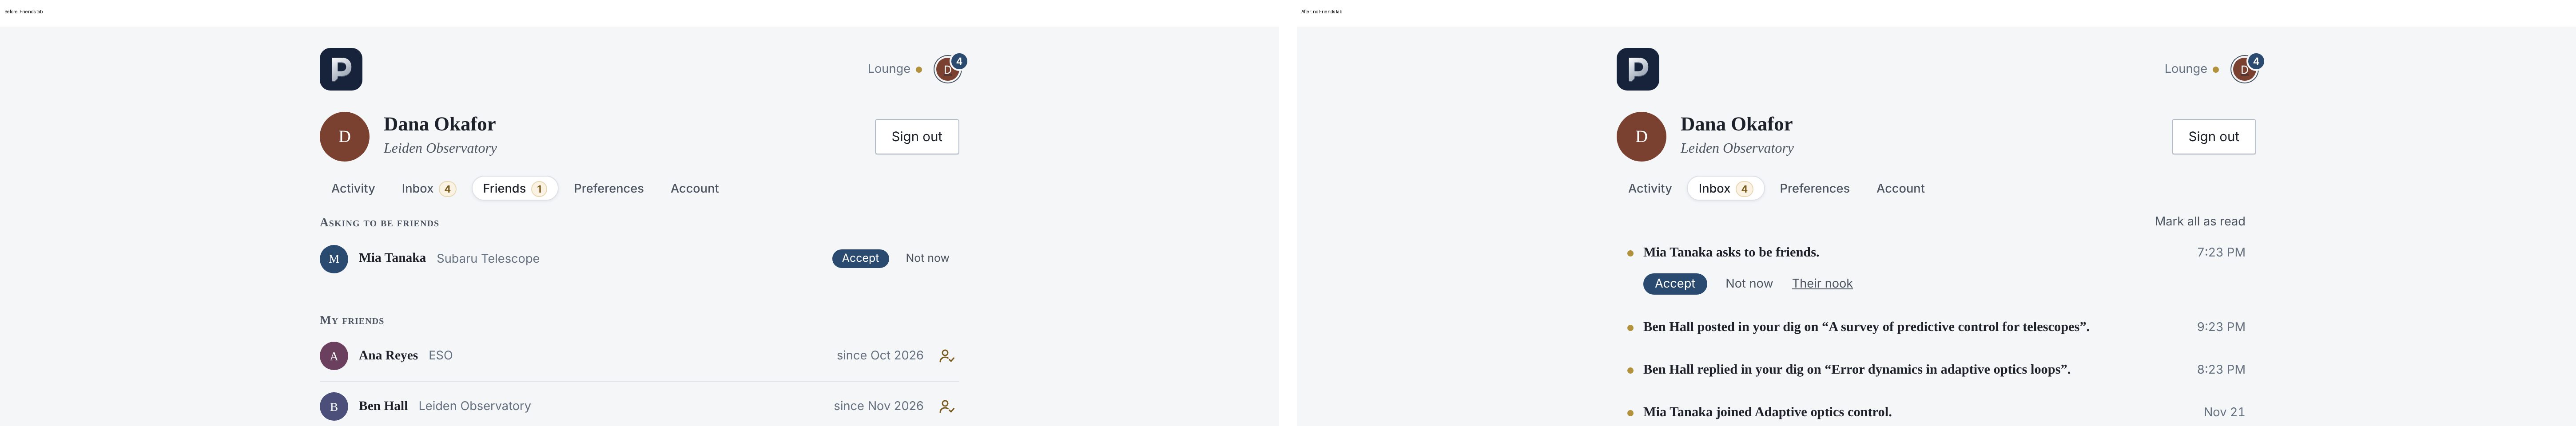 Before: Friends tab
P
Lounge
D
4
D
Dana Okafor
Leiden Observatory
Sign out
Activity
Inbox 4
Friends 1
Preferences
Account
Asking to be friends
M
Mia Tanaka Subaru Telescope
Accept
Not now
My friends
A
Ana Reyes ESO
since Oct 2026
B
Ben Hall Leiden Observatory
since Nov 2026
After: no Friends tab
P
Lounge
D
4
D
Dana Okafor
Leiden Observatory
Sign out
Activity
Inbox 4
Preferences
Account
Mark all as read
Mia Tanaka asks to be friends.
7:23 PM
Accept
Not now
Their nook
Ben Hall posted in your dig on “A survey of predictive control for telescopes”.
9:23 PM
Ben Hall replied in your dig on “Error dynamics in adaptive optics loops”.
8:23 PM
Mia Tanaka joined Adaptive optics control.
Nov 21